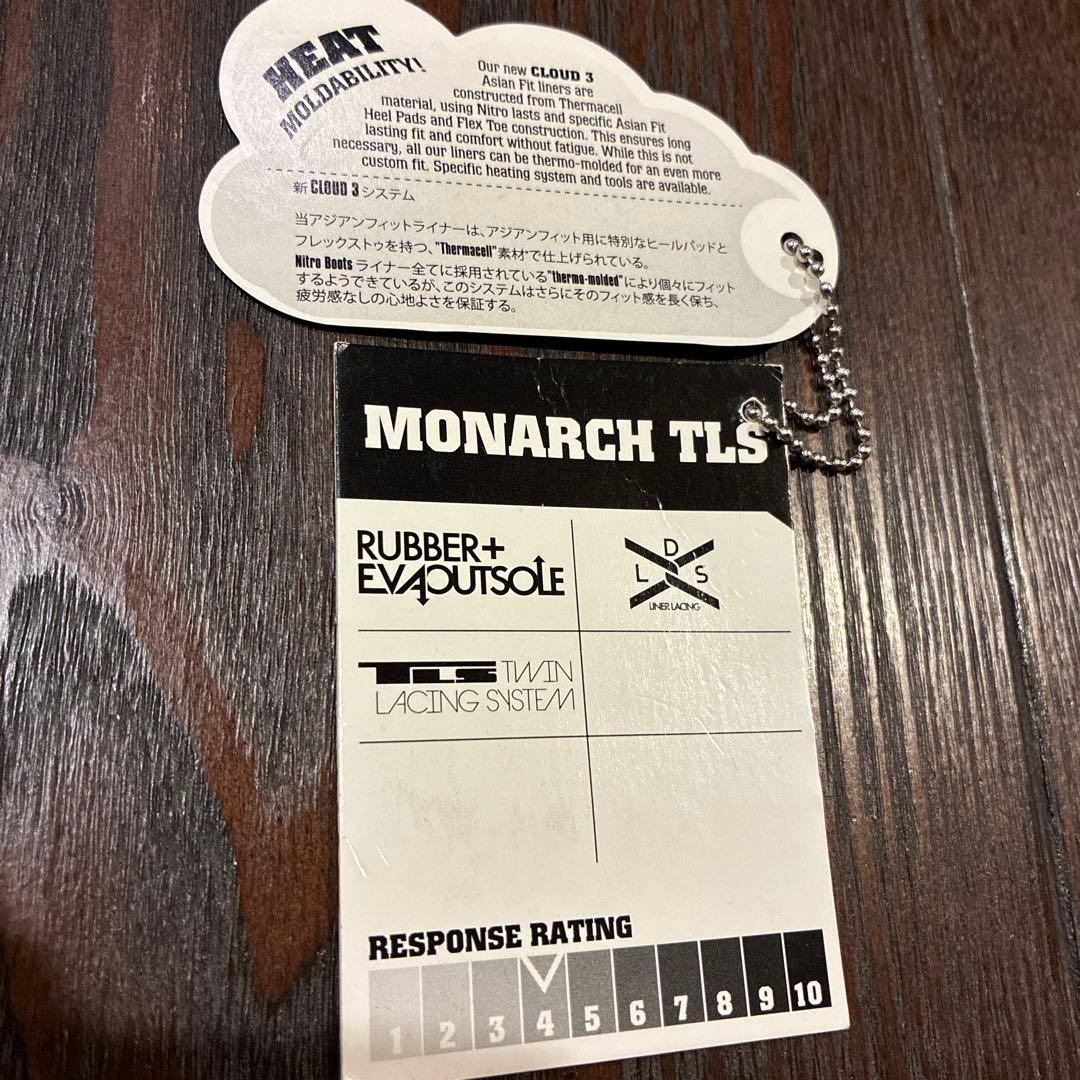 HEAT
MOLDABILITY!
Our new CLOUD 3
Asian Fit liners are
constructed from Thermacell
material, using Nitro lasts and specific Asian Fit
Heel Pads and Flex Toe construction. This ensures long
lasting fit and comfort without fatigue. While this is not
necessary, all our liners can be thermo-molded for an even more
custom fit. Specific heating system and tools are available.
新 CLOUD 3 システム
当アジアンフィットライナーは、アジアンフィット用に特別なヒールパッドと
フレックストゥを持つ、"Thermacell"素材"で仕上げられている。
Nitro Boots ライナー全てに採用されている"thermo-molded"により個々にフィット
するようできているが、このシステムはさらにそのフィット感を長く保ち、
疲労感なしの心地よさを保証する。
MONARCH TLS
RUBBER+
EVAOUTSOLE
D
L S
LINER LACING
TLS TWIN
LACING SYSTEM
RESPONSE RATING
1 2 3 4 5 6 7 8 9 10